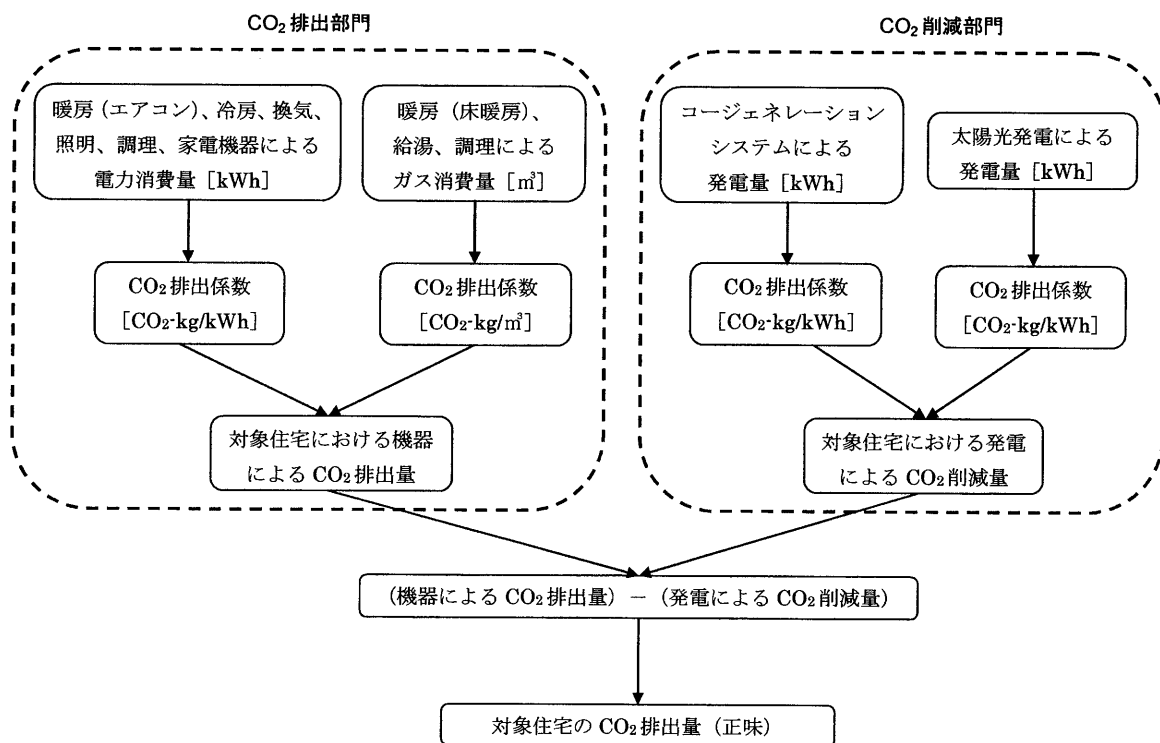 CO₂排出部門
暖房（エアコン）、冷房、換気、
照明、調理、家電機器による
電力消費量［kWh］
暖房（床暖房）、
給湯、調理による
ガス消費量［㎥］
CO₂排出係数
［CO₂-kg/kWh］
CO₂排出係数
［CO₂-kg/㎥］
対象住宅における機器
による CO₂排出量
CO₂削減部門
コージェネレーション
システムによる
発電量［kWh］
太陽光発電による
発電量［kWh］
CO₂排出係数
［CO₂-kg/kWh］
CO₂排出係数
［CO₂-kg/kWh］
対象住宅における発電
による CO₂削減量
（機器による CO₂排出量）－（発電による CO₂削減量）
対象住宅の CO₂排出量（正味）